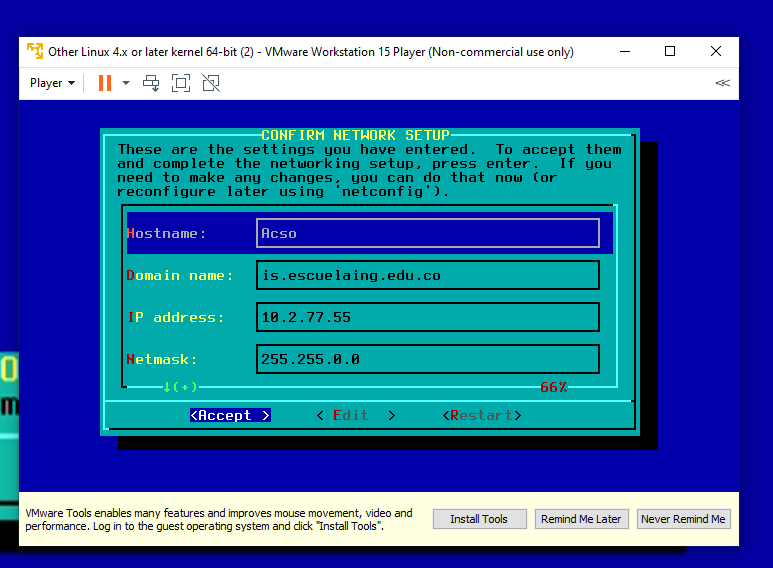 Other Linux 4.x or later kernel 64-bit (2) - VMware Workstation 15 Player (Non-commercial use only)
Player
CONFIRM NETWORK SETUP
These are the settings you have entered.  To accept them
and complete the networking setup, press enter.  If you
need to make any changes, you can do that now (or
reconfigure later using 'netconfig').
Hostname: Acso
Domain name: is.escuelaing.edu.co
IP address: 10.2.77.55
Netmask: 255.255.0.0
↓(+) 66%
<Accept > < Edit > <Restart>
VMware Tools enables many features and improves mouse movement, video and
performance. Log in to the guest operating system and click "Install Tools".
Install Tools Remind Me Later Never Remind Me